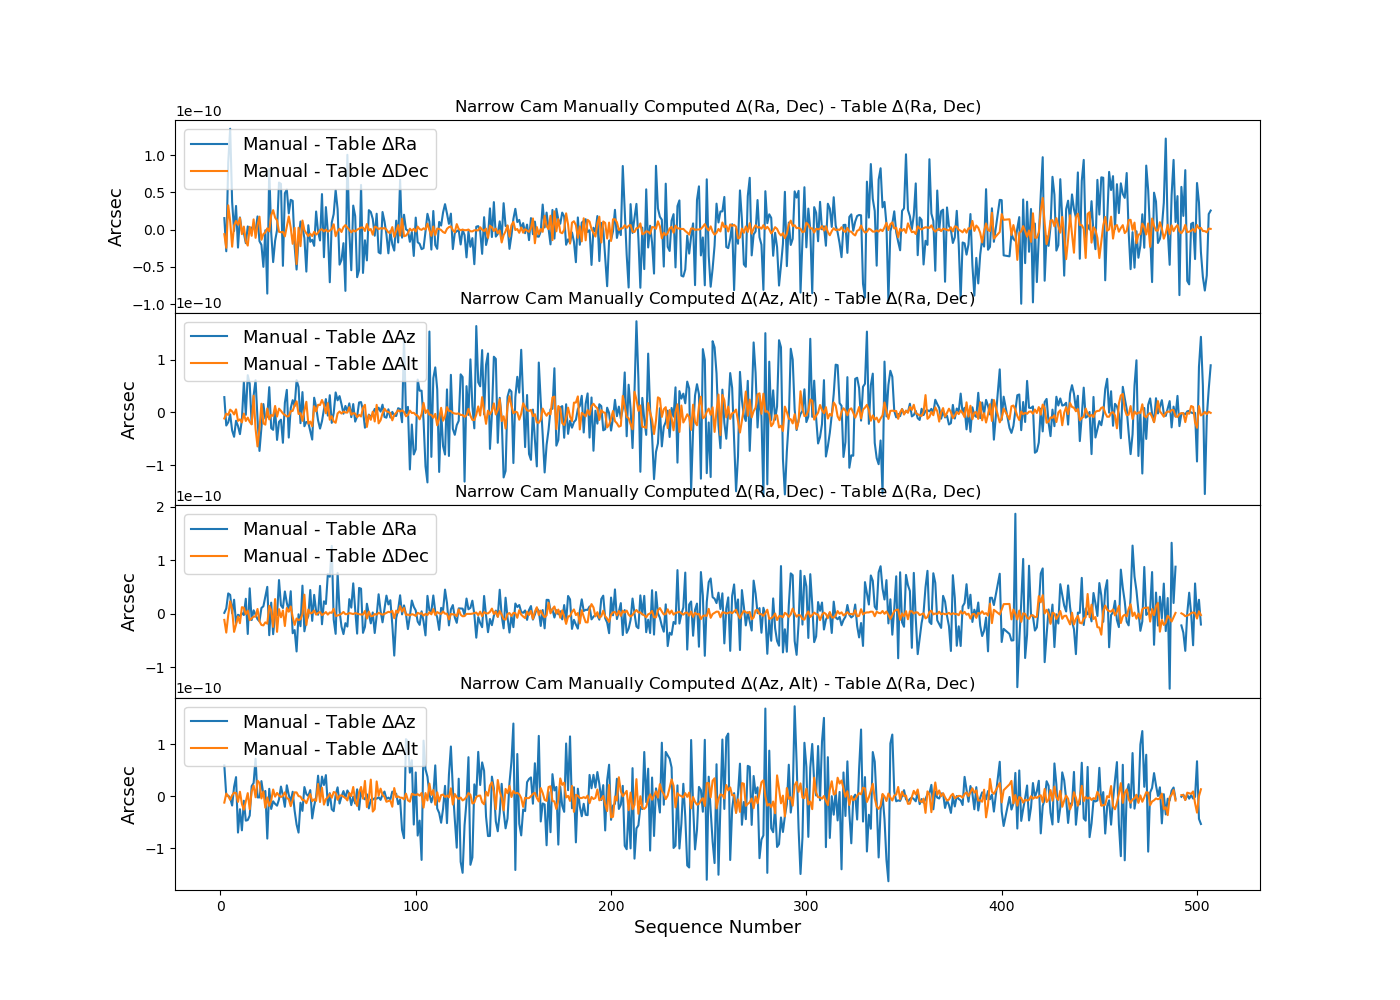 Narrow Cam Manually Computed Δ(Ra, Dec) - Table Δ(Ra, Dec)
1e−10
Manual - Table ΔRa
Manual - Table ΔDec
1.0
0.5
0.0
−0.5
−1.0
Arcsec
Narrow Cam Manually Computed Δ(Az, Alt) - Table Δ(Ra, Dec)
1e−10
Manual - Table ΔAz
Manual - Table ΔAlt
1
0
−1
Arcsec
Narrow Cam Manually Computed Δ(Ra, Dec) - Table Δ(Ra, Dec)
1e−10
Manual - Table ΔRa
Manual - Table ΔDec
2
1
0
−1
Arcsec
Narrow Cam Manually Computed Δ(Az, Alt) - Table Δ(Ra, Dec)
1e−10
Manual - Table ΔAz
Manual - Table ΔAlt
1
0
−1
Arcsec
0 100 200 300 400 500
Sequence Number